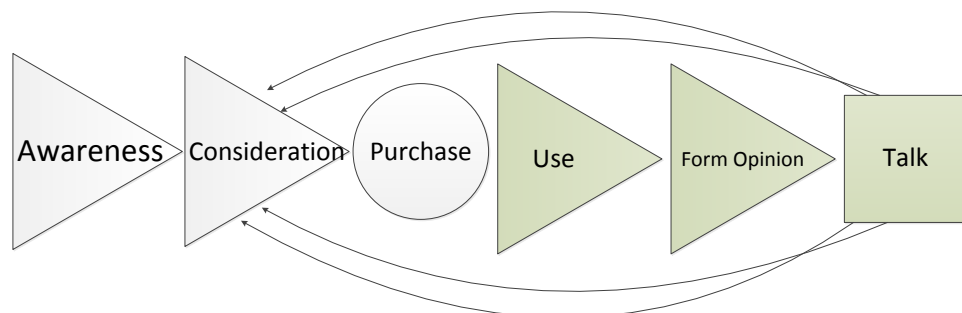 Awareness
Consideration
Purchase
Use
Form Opinion
Talk